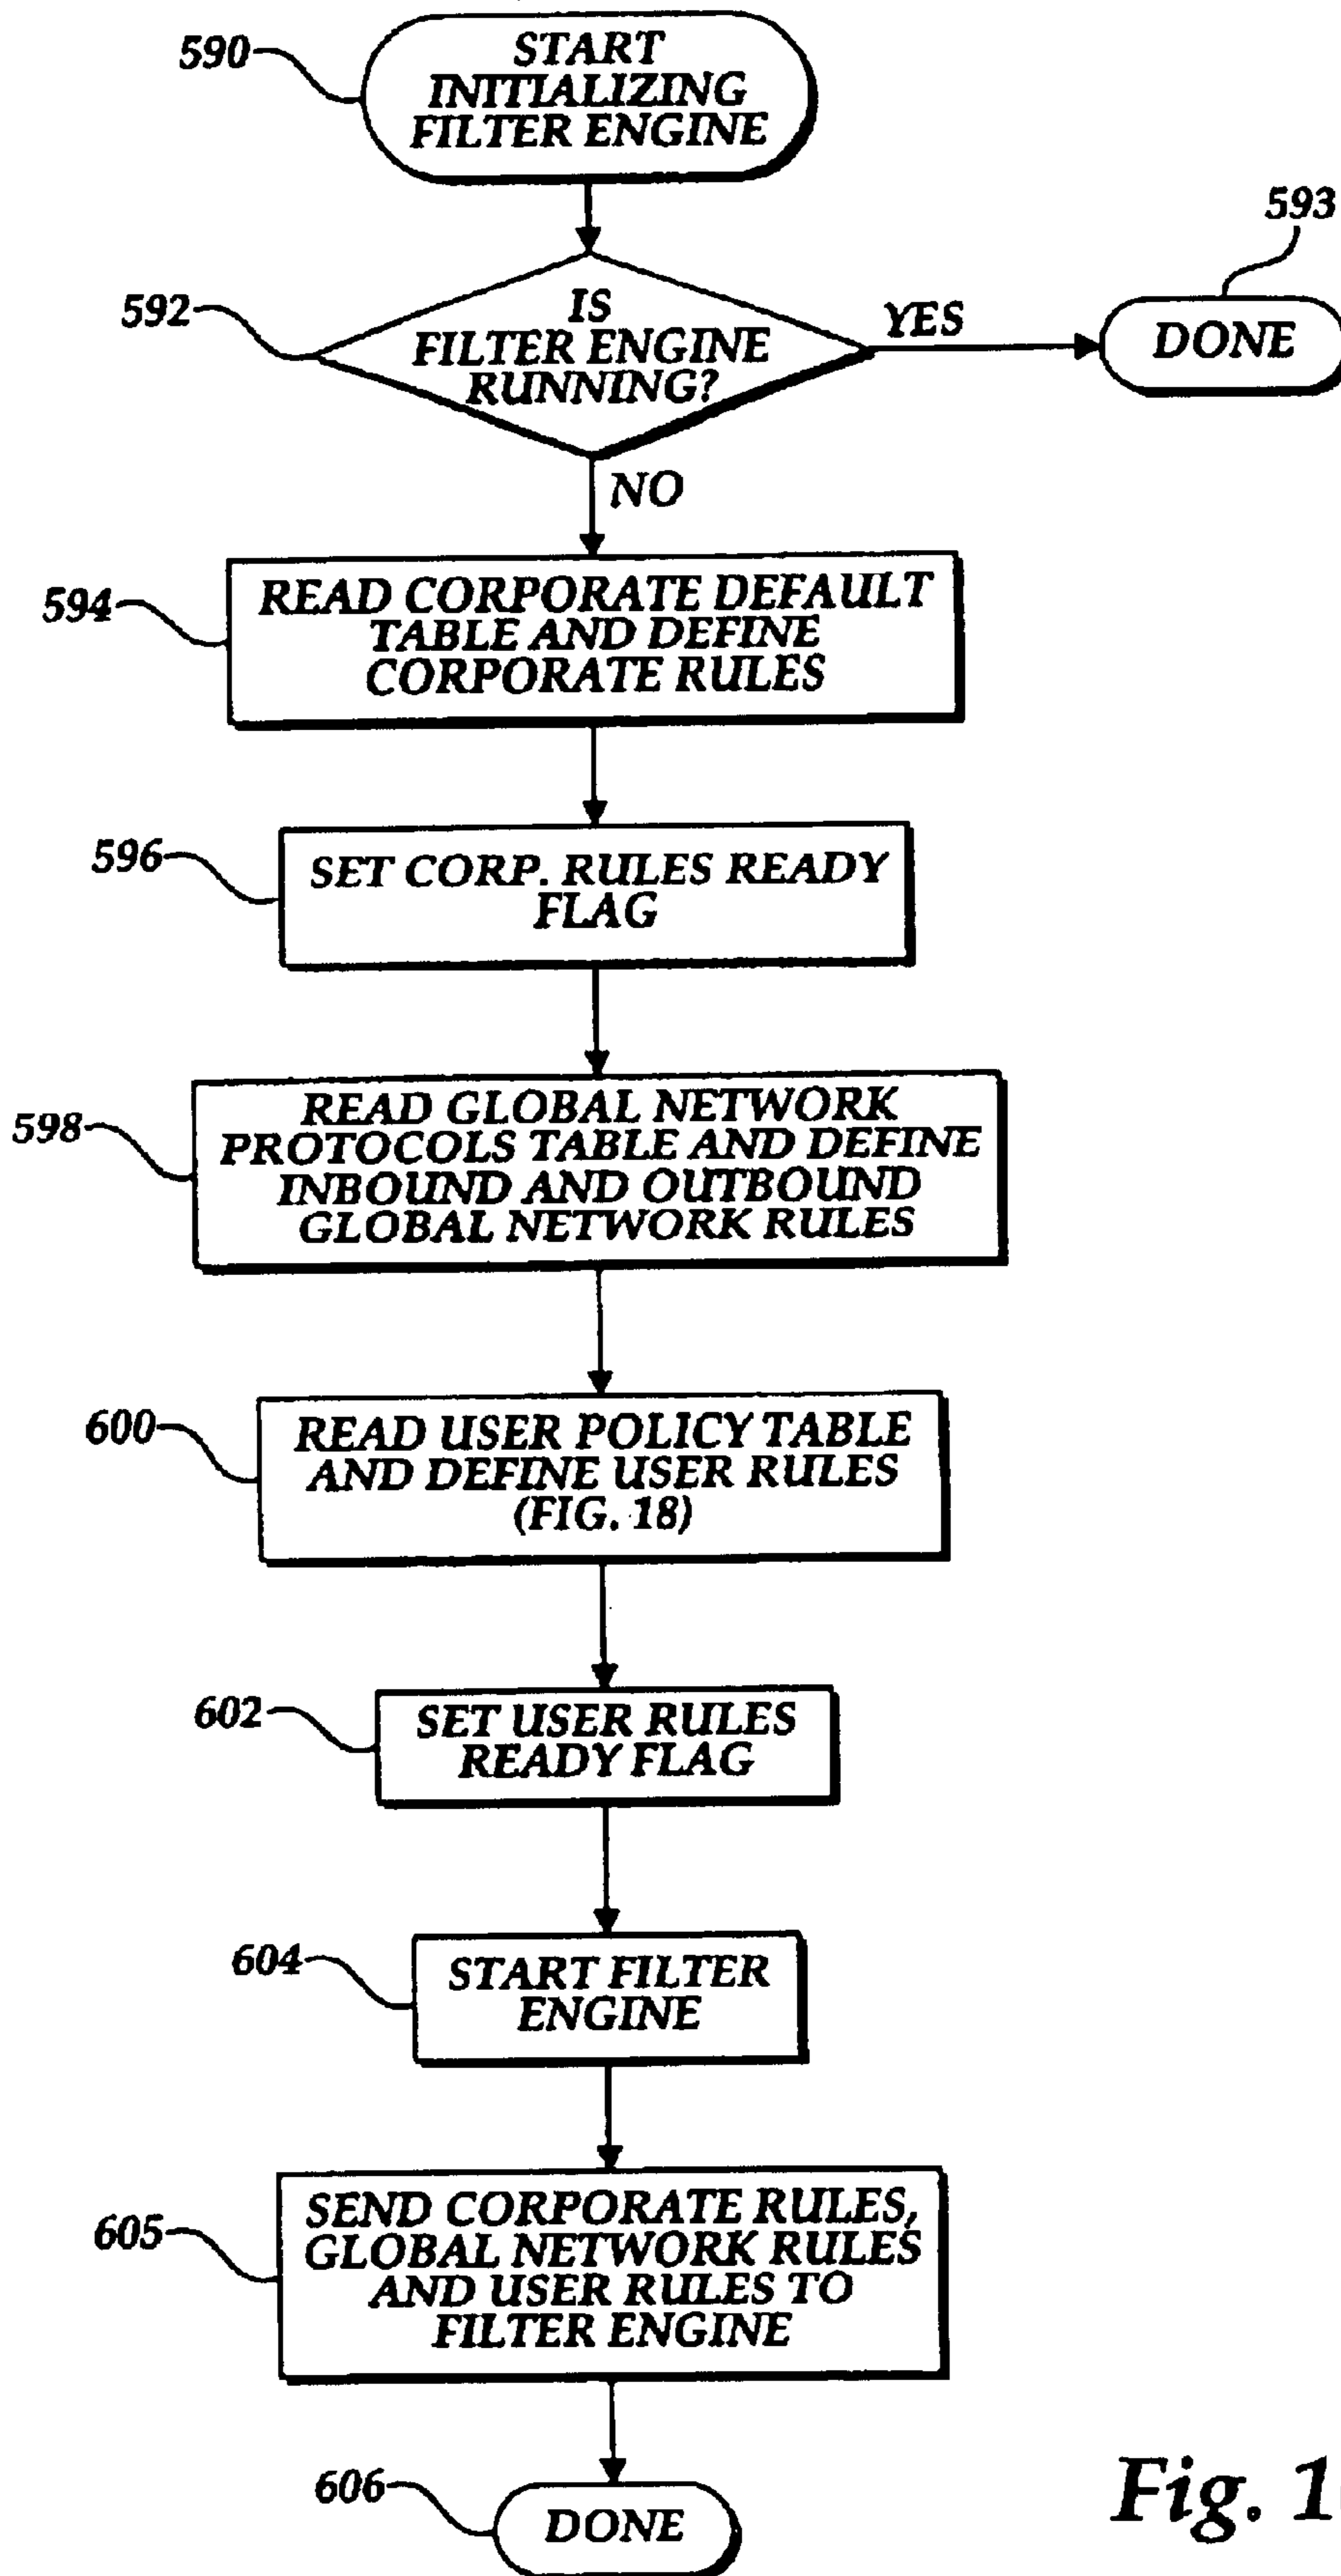 590
START
INITIALIZING
FILTER ENGINE
593
592
IS
FILTER ENGINE
RUNNING?
YES
DONE
NO
594
READ CORPORATE DEFAULT
TABLE AND DEFINE
CORPORATE RULES
596
SET CORP. RULES READY
FLAG
598
READ GLOBAL NETWORK
PROTOCOLS TABLE AND DEFINE
INBOUND AND OUTBOUND
GLOBAL NETWORK RULES
600
READ USER POLICY TABLE
AND DEFINE USER RULES
(FIG. 18)
602
SET USER RULES
READY FLAG
604
START FILTER
ENGINE
605
SEND CORPORATE RULES,
GLOBAL NETWORK RULES
AND USER RULES TO
FILTER ENGINE
606
DONE
Fig. 1